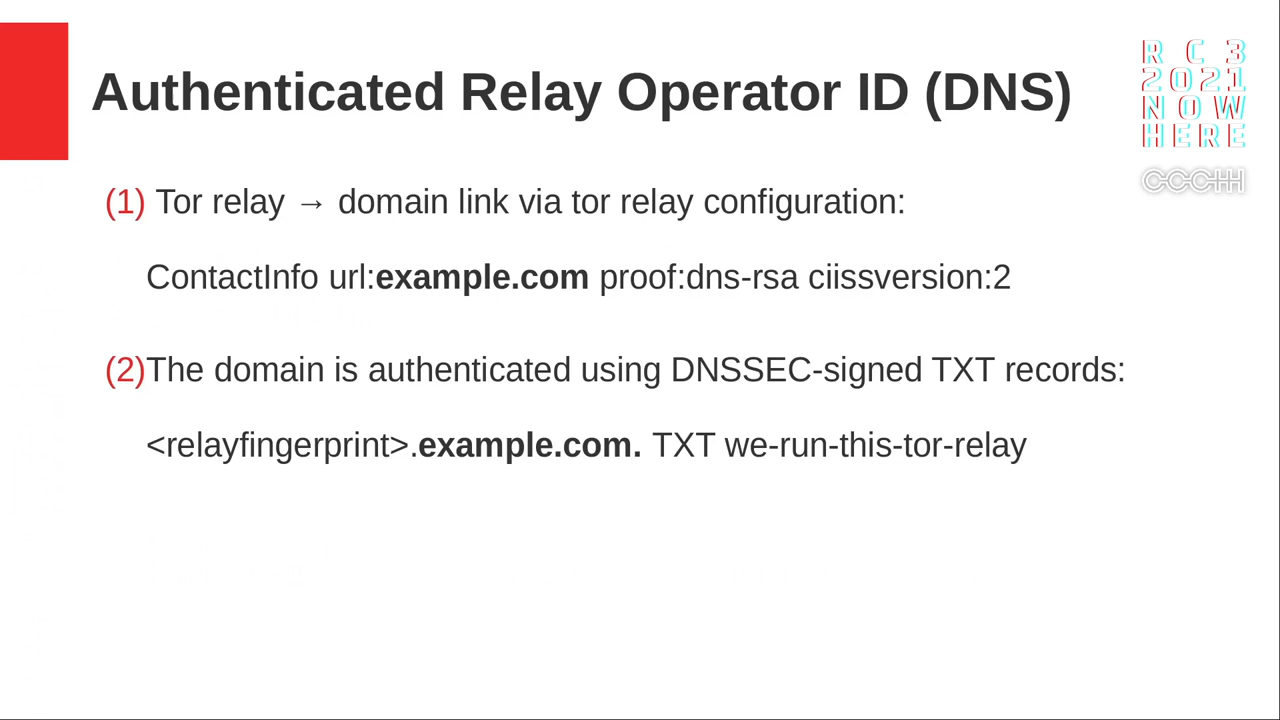 Authenticated Relay Operator ID (DNS)
R C 3
2021
NOW
HERE
CCCHH
(1) Tor relay → domain link via tor relay configuration:
ContactInfo url:example.com proof:dns-rsa ciissversion:2
(2)The domain is authenticated using DNSSEC-signed TXT records:
<relayfingerprint>.example.com. TXT we-run-this-tor-relay